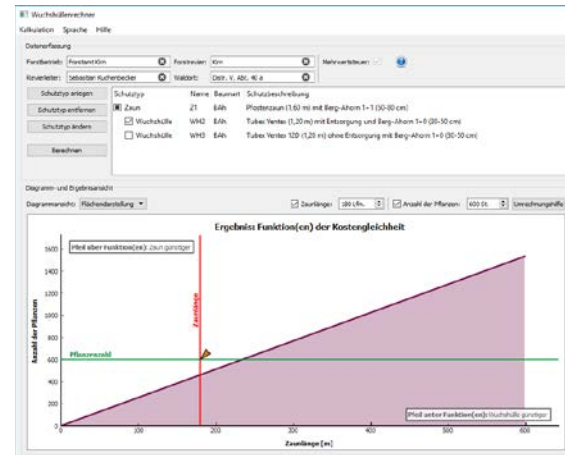 Wuchshüllenrechner
Kalkulation Sprache Hilfe
Datenerfassung
Forstbetrieb: Forstamt Kirn Forstrevier: Kirn Mehrwertsteuer:
Revierleiter: Sebastian Kucherbecker Waldort: Distr. V, Abt. 40 a
Schutztyp anlegen
Schutztyp entfernen
Schutztyp ändern
Berechnen
Schutztyp Name Baumart Schutzbeschreibung
Zaun Z1 BAh Pfostenzaun (1,60 m) mit Berg-Ahorn 1+1 (50-80 cm)
Wuchshülle WH2 BAh Tubex Ventex (1,20 m) mit Entsorgung und Berg-Ahorn 1+0 (30-50 cm)
Wuchshülle WH3 BAh Tubex Ventex 12D (1,20 m) ohne Entsorgung mit Berg-Ahorn 1+0 (30-50 cm)
Diagramm- und Ergebnisansicht
Diagrammansicht: Flächendarstellung Zaunlänge: 180 Lfm. Anzahl der Pflanzen: 600 St. Umrechnungshilfe
Ergebnis: Funktion(en) der Kostengleichheit
Pfeil über Funktion(en): Zaun günstiger
Anzahl der Pflanzen
1600
1400
1200
1000
800
600
400
200
0
Zaunlänge
Pflanzenzahl
Pfeil unter Funktion(en): Wuchshülle günstiger
0 100 200 300 400 500 600
Zaunlänge [m]